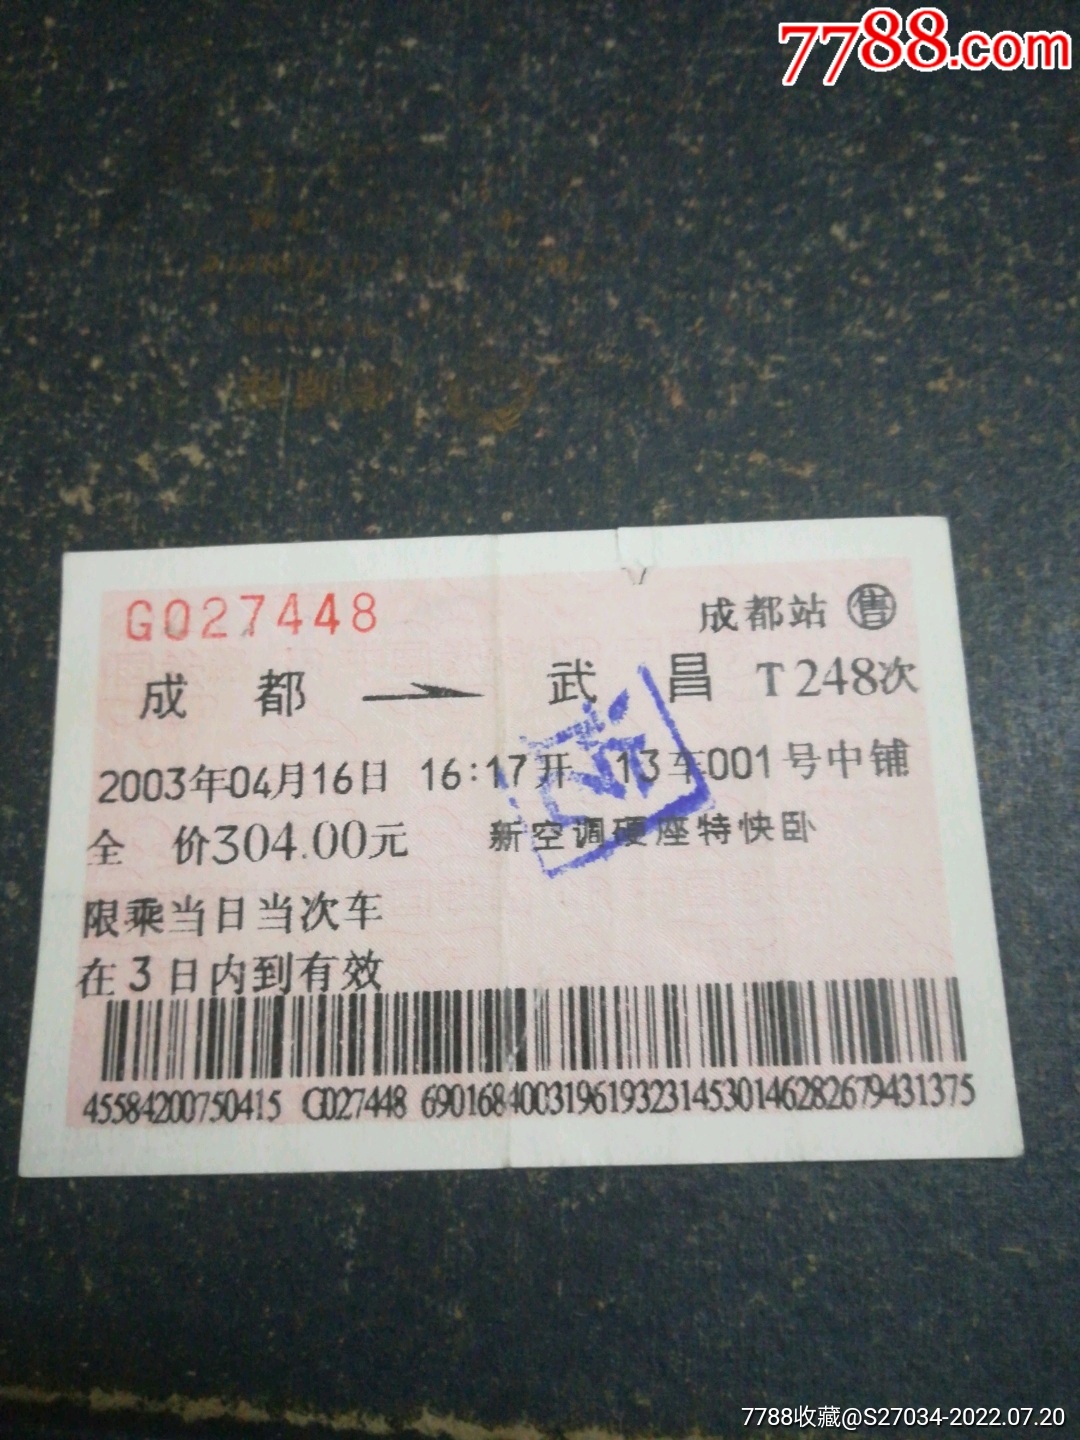 7788.com
G027448
成都站 售
成 都 武 昌 T248次
2003年04月16日 16:17开 13车001号中铺
全 价304.00元 新空调硬座特快卧
限乘当日当次车
在3日内到有效
45584200750415 G027448 690168400319619323145301462826794313​75
7788收藏@S27034-2022.07.20